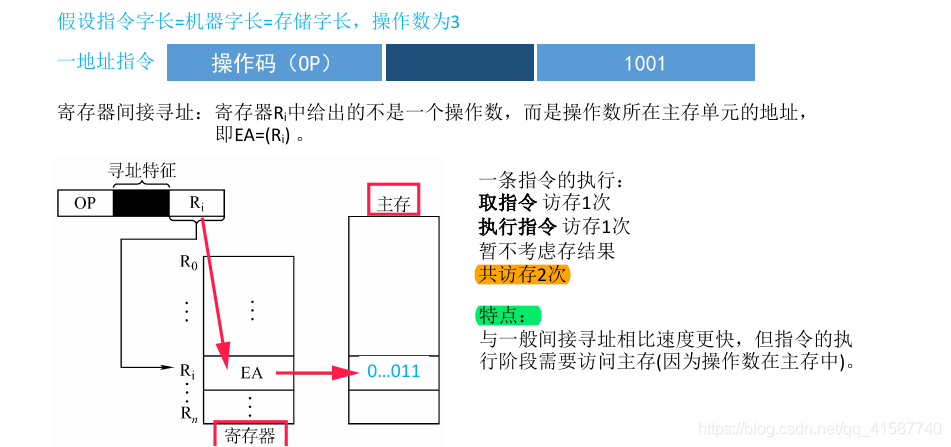 假设指令字长=机器字长=存储字长，操作数为3
一地址指令 操作码（OP） 1001
寄存器间接寻址：寄存器Ri中给出的不是一个操作数，而是操作数所在主存单元的地址，
即EA=(Ri) 。
寻址特征
OP Ri
主存
R0
⋮ ⋮
Ri EA 0…011
⋮
Rn ⋮
寄存器
一条指令的执行：
取指令 访存1次
执行指令 访存1次
暂不考虑存结果
共访存2次
特点：
与一般间接寻址相比速度更快，但指令的执
行阶段需要访问主存(因为操作数在主存中)。
https://blog.csdn.net/qq_41587740